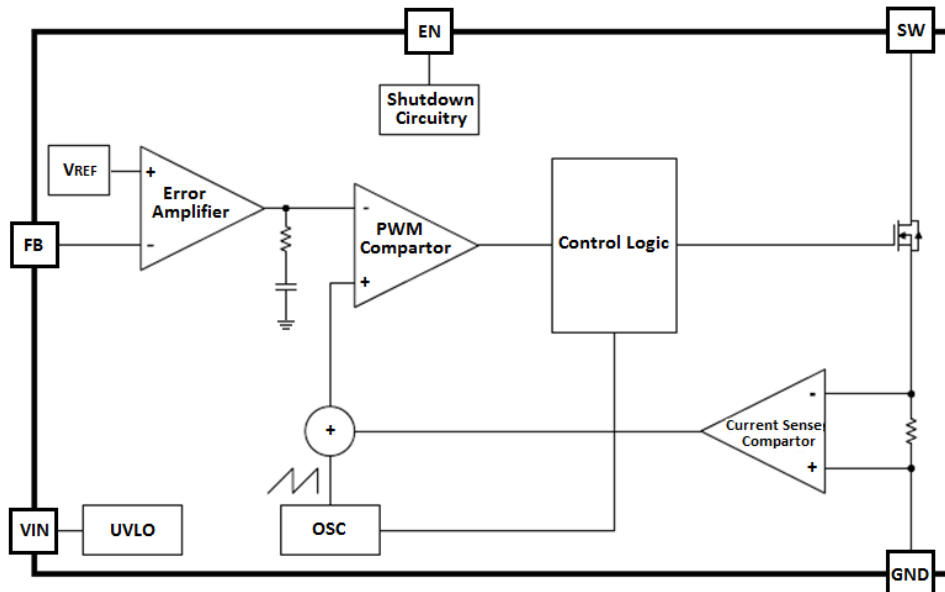 EN
SW
Shutdown
Circuitry
VREF
+
Error
Amplifier
-
FB
-
PWM
Compartor
+
Control Logic
-
Current Sense
Compartor
+
+
VIN
UVLO
OSC
GND